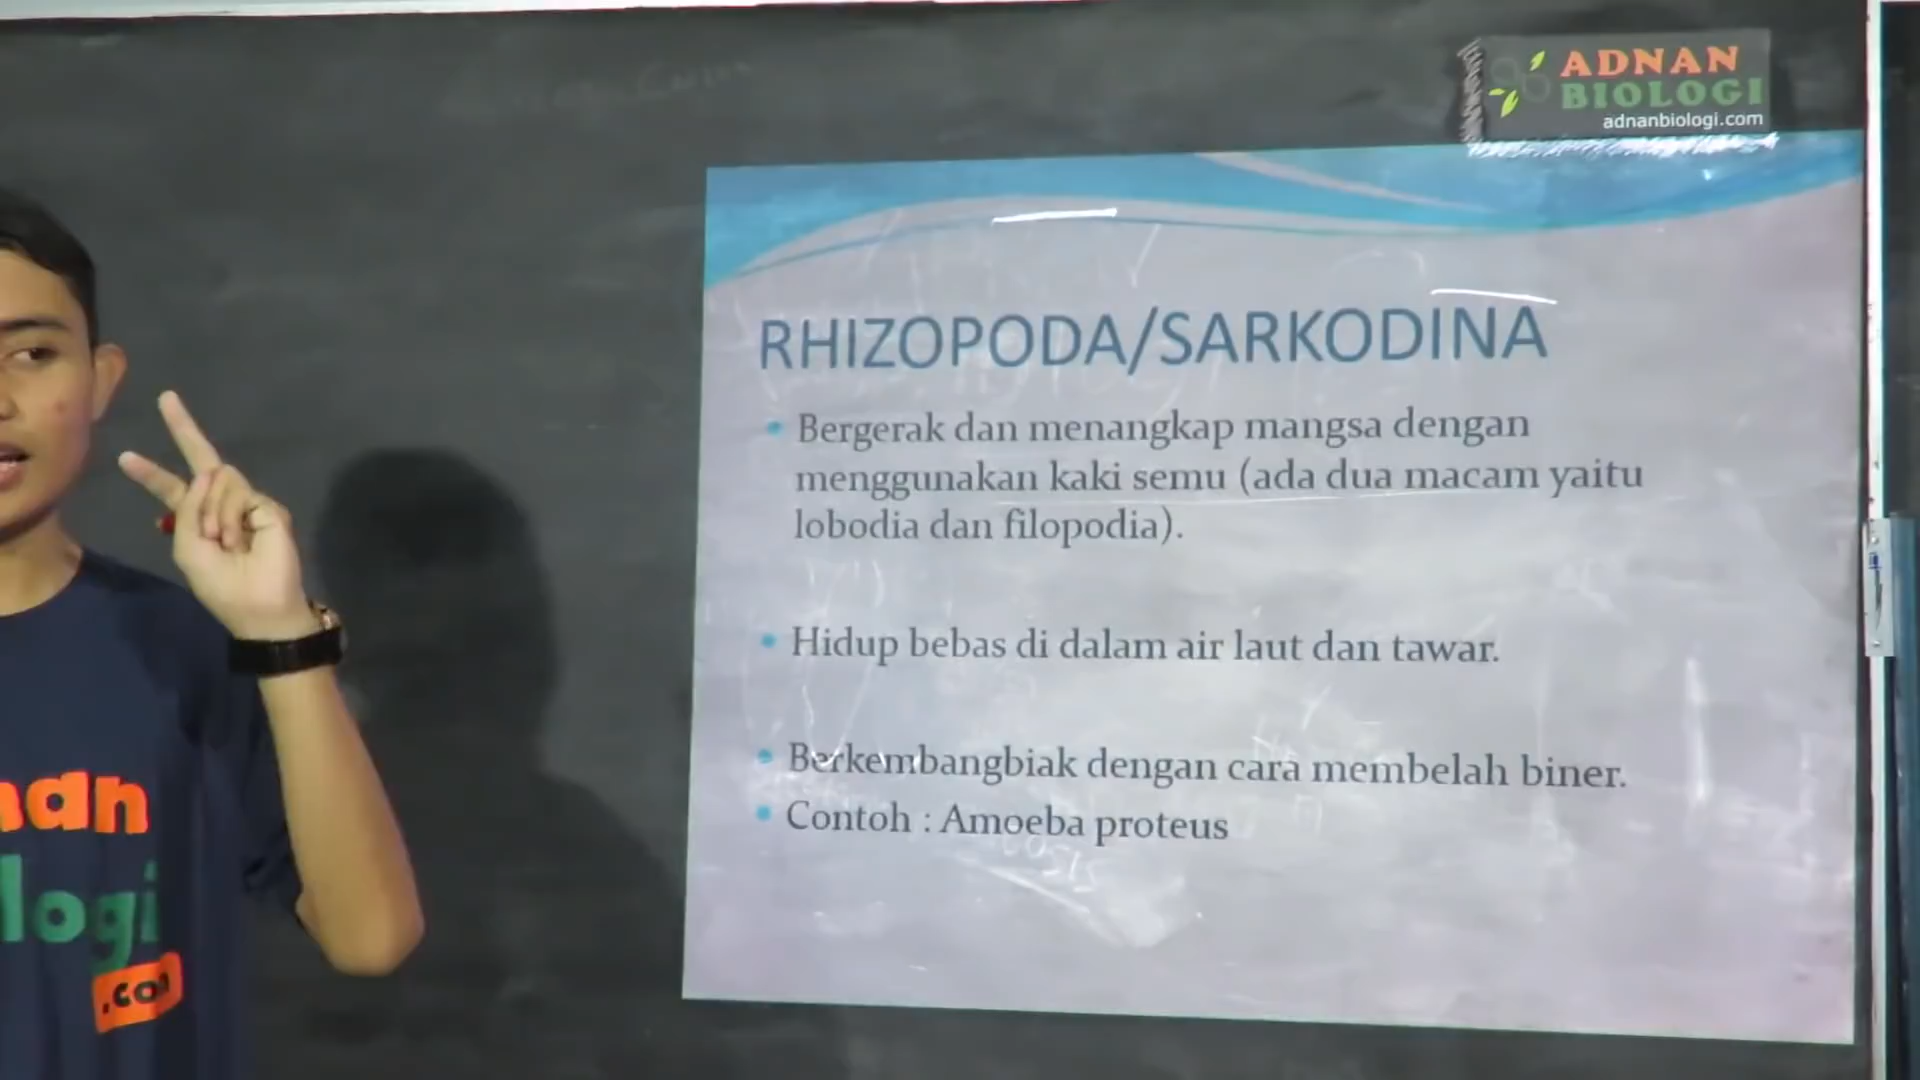 ADNAN
BIOLOGI
adnanbiologi.com
RHIZOPODA/SARKODINA
• Bergerak dan menangkap mangsa dengan
menggunakan kaki semu (ada dua macam yaitu
lobodia dan filopodia).
• Hidup bebas di dalam air laut dan tawar.
• Berkembangbiak dengan cara membelah biner.
• Contoh : Amoeba proteus
nan
logi
.com